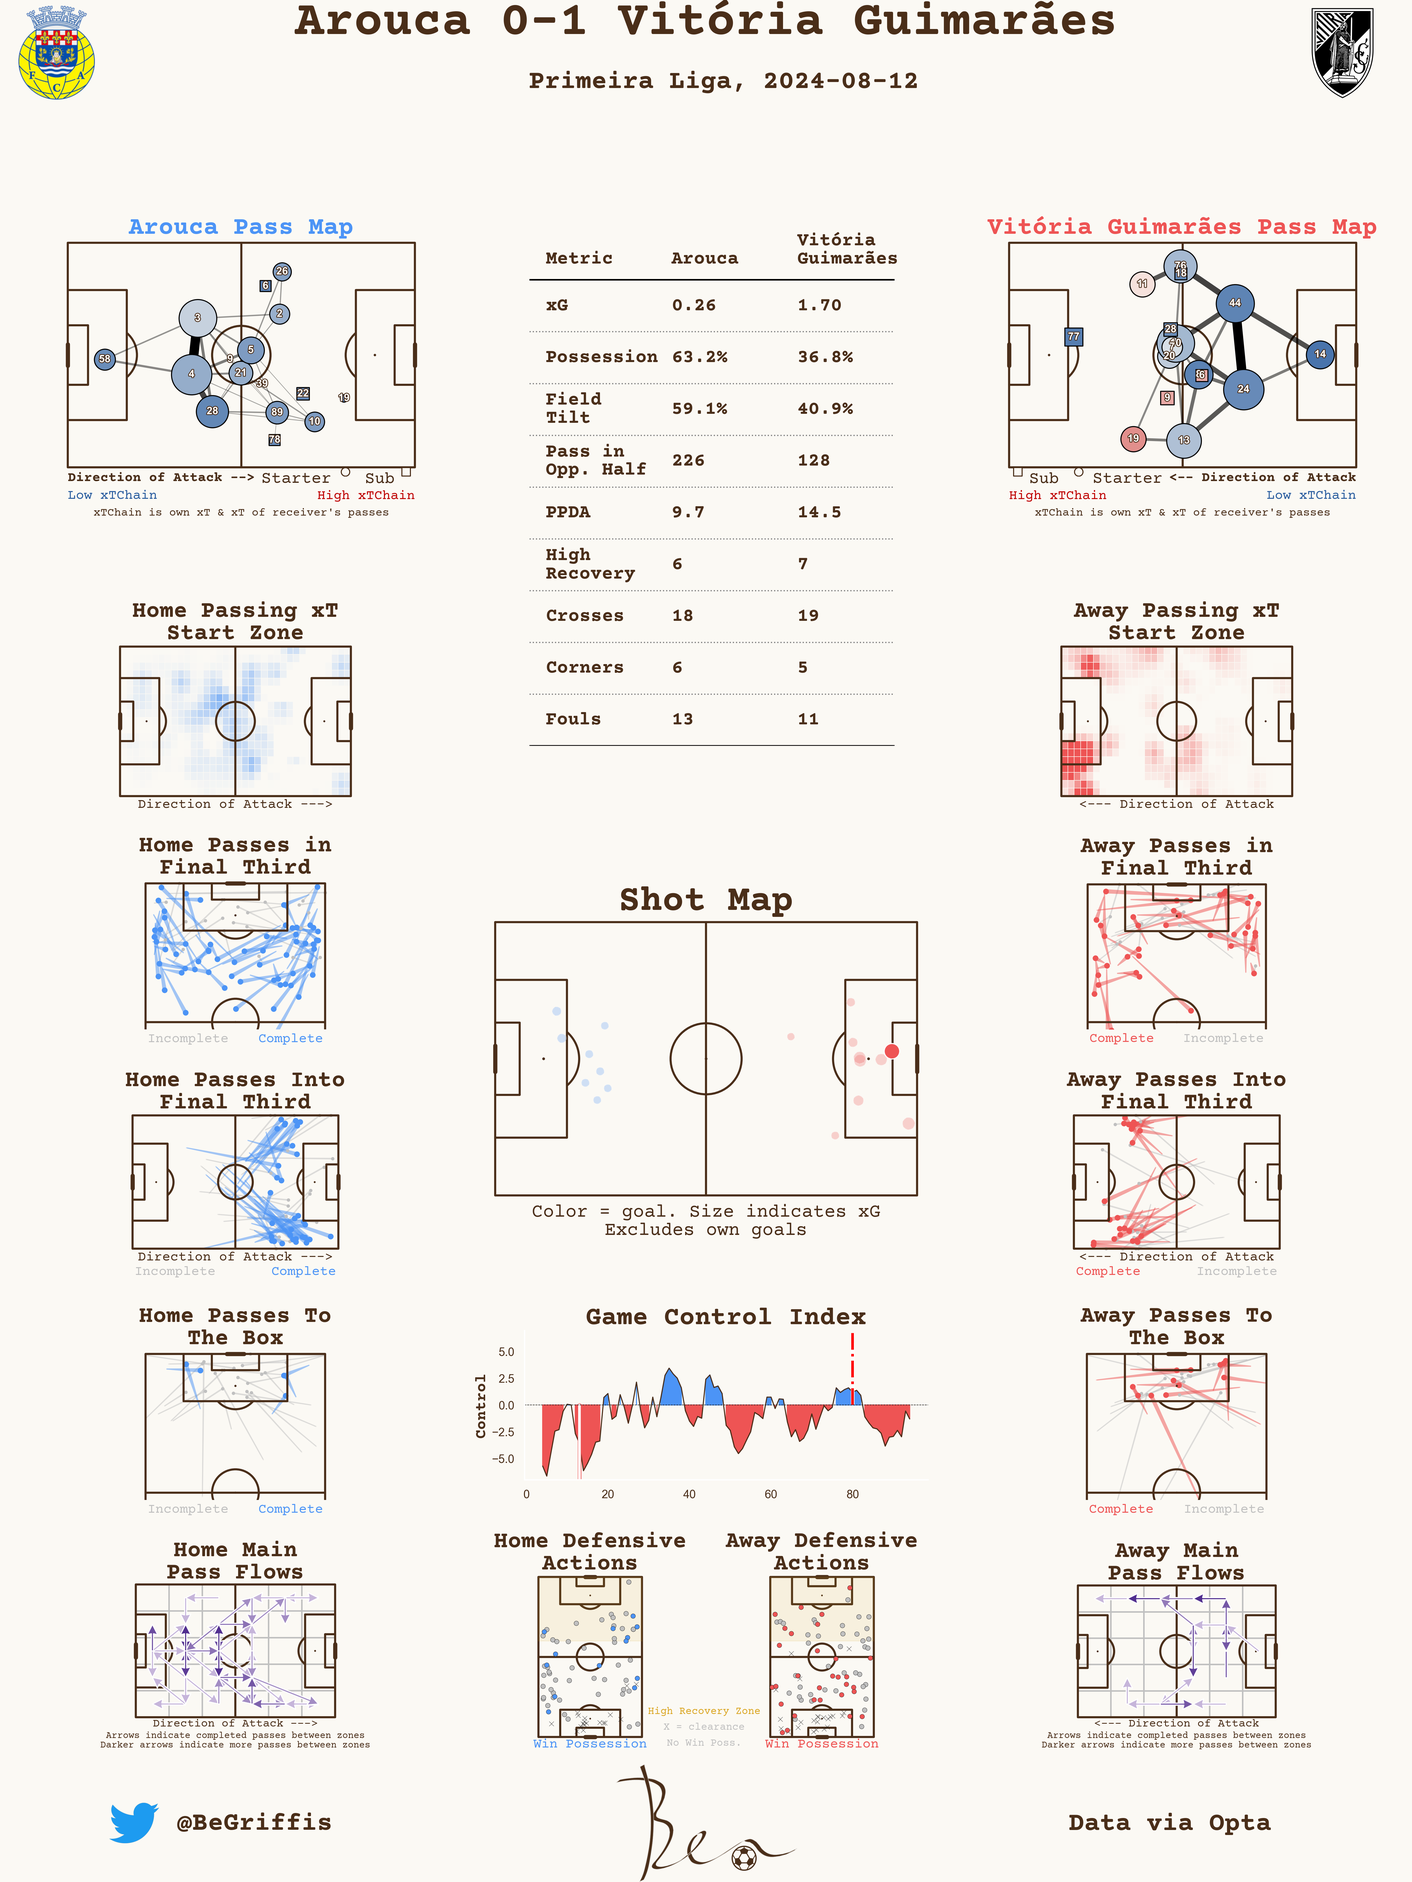 Arouca 0-1 Vitória Guimarães
Primeira Liga, 2024-08-12
F A
C
Arouca Pass Map
26
6
2
3
5
9
58
4
21
39
22
19
28
89
10
78
Direction of Attack --> Starter Sub
Low xTChain High xTChain
xTChain is own xT & xT of receiver's passes
Metric Arouca Vitória
Guimarães
xG 0.26 1.70
Possession 63.2% 36.8%
Field
Tilt 59.1% 40.9%
Pass in
Opp. Half 226 128
PPDA 9.7 14.5
High
Recovery 6 7
Crosses 18 19
Corners 6 5
Fouls 13 11
Vitória Guimarães Pass Map
76
18
11
44
77
28
7
20
14
6
24
9
19
13
Sub Starter <-- Direction of Attack
High xTChain Low xTChain
xTChain is own xT & xT of receiver's passes
Home Passing xT
Start Zone
Direction of Attack --->
Away Passing xT
Start Zone
<--- Direction of Attack
Home Passes in
Final Third
Incomplete Complete
Away Passes in
Final Third
Complete Incomplete
Shot Map
Color = goal. Size indicates xG
Excludes own goals
Home Passes Into
Final Third
Direction of Attack --->
Incomplete Complete
Away Passes Into
Final Third
<--- Direction of Attack
Complete Incomplete
Home Passes To
The Box
Incomplete Complete
Game Control Index
Control
5.0
2.5
0.0
−2.5
−5.0
0 20 40 60 80
Away Passes To
The Box
Complete Incomplete
Home Main
Pass Flows
Direction of Attack --->
Arrows indicate completed passes between zones
Darker arrows indicate more passes between zones
Home Defensive
Actions
Win Possession
High Recovery Zone
X = clearance
No Win Poss.
Away Defensive
Actions
Win Possession
Away Main
Pass Flows
<--- Direction of Attack
Arrows indicate completed passes between zones
Darker arrows indicate more passes between zones
@BeGriffis
Ben
Data via Opta